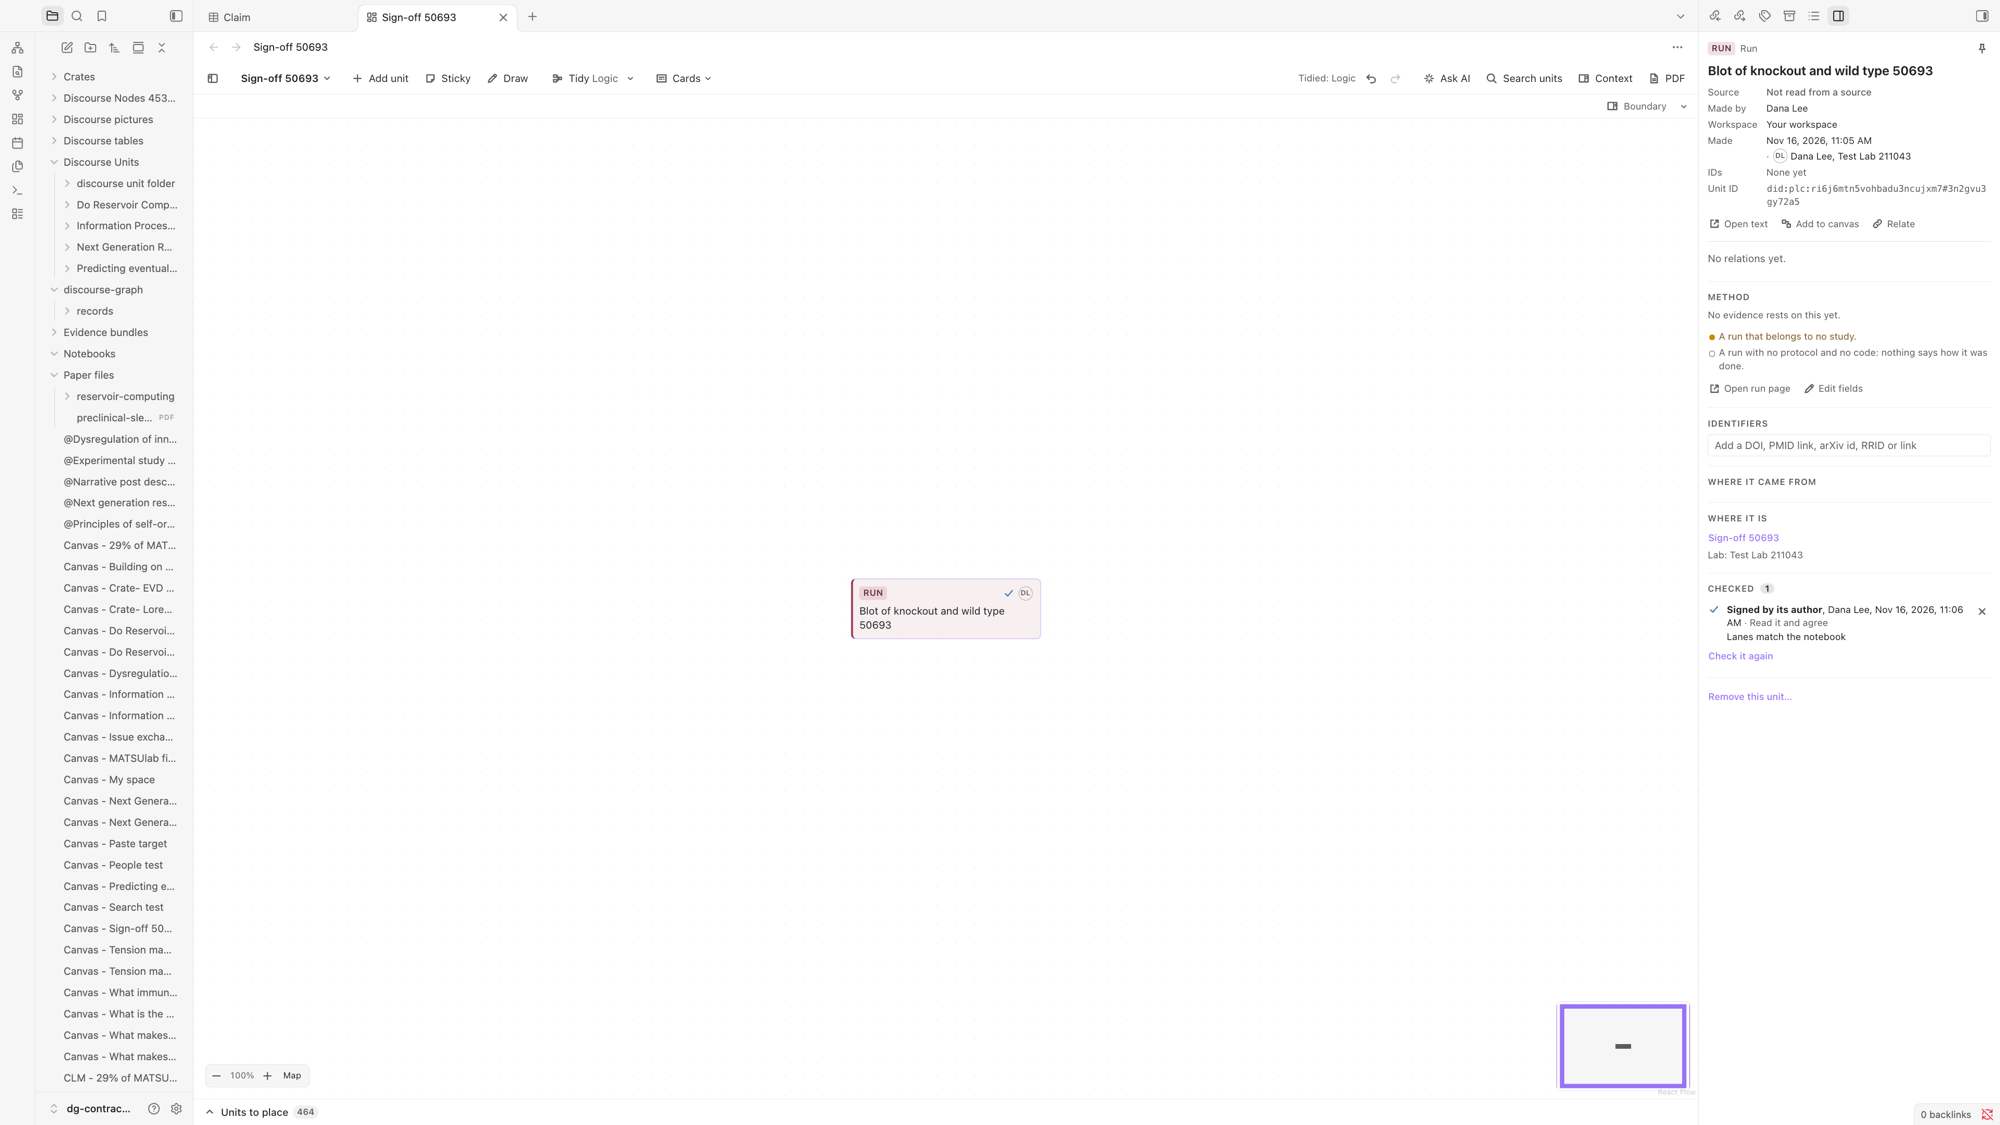 Claim
Sign-off 50693
Sign-off 50693
Sign-off 50693
Add unit
Sticky
Draw
Tidy Logic
Cards
Tidied: Logic
Ask AI
Search units
Context
PDF
Boundary
Crates
Discourse Nodes 453...
Discourse pictures
Discourse tables
Discourse Units
discourse unit folder
Do Reservoir Comp...
Information Proces...
Next Generation R...
Predicting eventual...
discourse-graph
records
Evidence bundles
Notebooks
Paper files
reservoir-computing
preclinical-sle... PDF
@Dysregulation of inn...
@Experimental study ...
@Narrative post desc...
@Next generation res...
@Principles of self-or...
Canvas - 29% of MAT...
Canvas - Building on ...
Canvas - Crate- EVD ...
Canvas - Crate- Lore...
Canvas - Do Reservoi...
Canvas - Do Reservoi...
Canvas - Dysregulatio...
Canvas - Information ...
Canvas - Information ...
Canvas - Issue excha...
Canvas - MATSUlab fi...
Canvas - My space
Canvas - Next Genera...
Canvas - Next Genera...
Canvas - Paste target
Canvas - People test
Canvas - Predicting e...
Canvas - Search test
Canvas - Sign-off 50...
Canvas - Tension ma...
Canvas - Tension ma...
Canvas - What immun...
Canvas - What is the ...
Canvas - What makes...
Canvas - What makes...
CLM - 29% of MATSU...
dg-contrac...
RUN
DL
Blot of knockout and wild type
50693
100%
Map
React Flow
Units to place 464
RUN Run
Blot of knockout and wild type 50693
Source Not read from a source
Made by Dana Lee
Workspace Your workspace
Made Nov 16, 2026, 11:05 AM
· DL Dana Lee, Test Lab 211043
IDs None yet
Unit ID did:plc:ri6j6mtn5vohbadu3ncujxm7#3n2gvu3
gy72a5
Open text
Add to canvas
Relate
No relations yet.
METHOD
No evidence rests on this yet.
A run that belongs to no study.
A run with no protocol and no code: nothing says how it was
done.
Open run page
Edit fields
IDENTIFIERS
Add a DOI, PMID link, arXiv id, RRID or link
WHERE IT CAME FROM
WHERE IT IS
Sign-off 50693
Lab: Test Lab 211043
CHECKED 1
Signed by its author, Dana Lee, Nov 16, 2026, 11:06
AM · Read it and agree
Lanes match the notebook
Check it again
Remove this unit...
0 backlinks